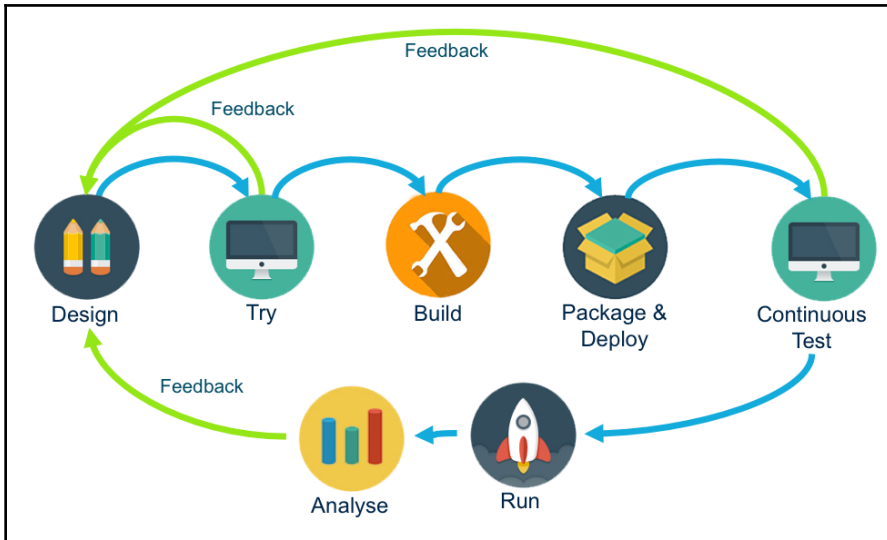 Feedback
Feedback
Design
Try
Build
Package &
Deploy
Continuous
Test
Feedback
Analyse
Run